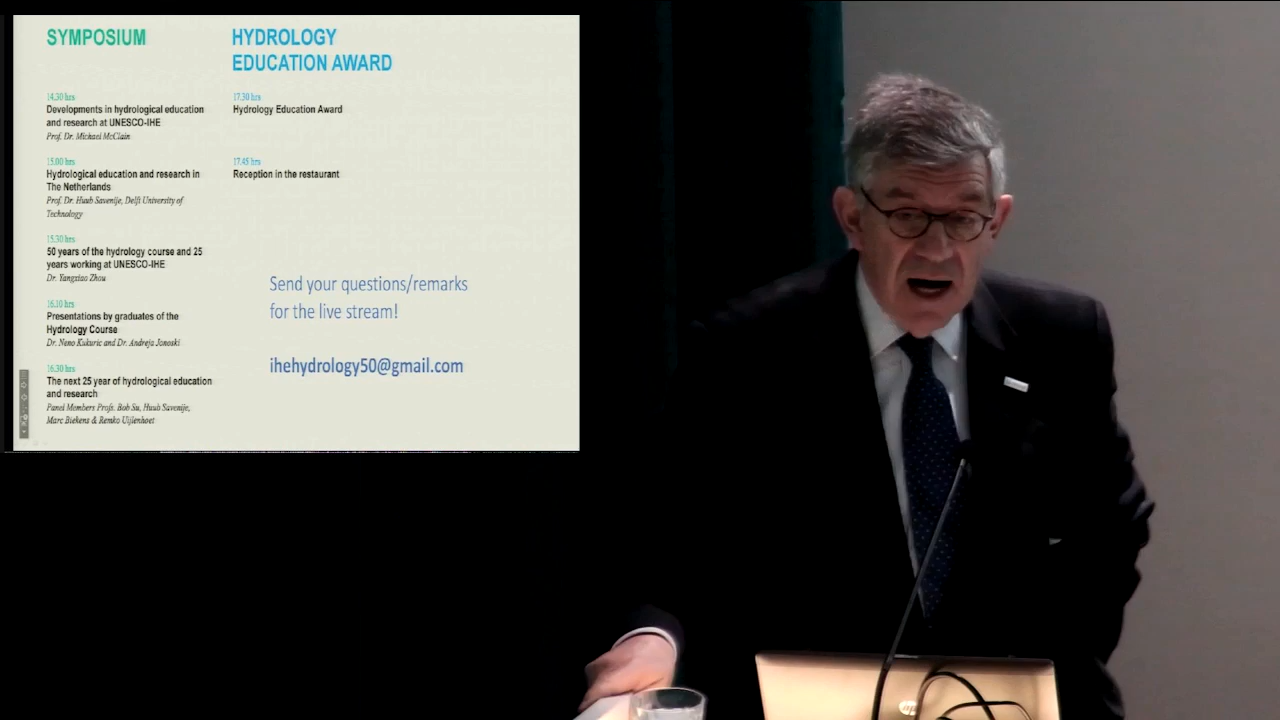 SYMPOSIUM
14.30 hrs
Developments in hydrological education
and research at UNESCO-IHE
Prof. Dr. Michael McClain
15.00 hrs
Hydrological education and research in
The Netherlands
Prof. Dr. Huub Savenije, Delft University of
Technology
15.30 hrs
50 years of the hydrology course and 25
years working at UNESCO-IHE
Dr. Yangxiao Zhou
16.10 hrs
Presentations by graduates of the
Hydrology Course
Dr. Neno Kukuric and Dr. Andreja Jonoski
16.30 hrs
The next 25 year of hydrological education
and research
Panel Members Profs. Bob Su, Huub Savenije,
Marc Bierkens & Remko Uijlenhoet
HYDROLOGY
EDUCATION AWARD
17.30 hrs
Hydrology Education Award
17.45 hrs
Reception in the restaurant
Send your questions/remarks
for the live stream!
ihehydrology50@gmail.com
hp